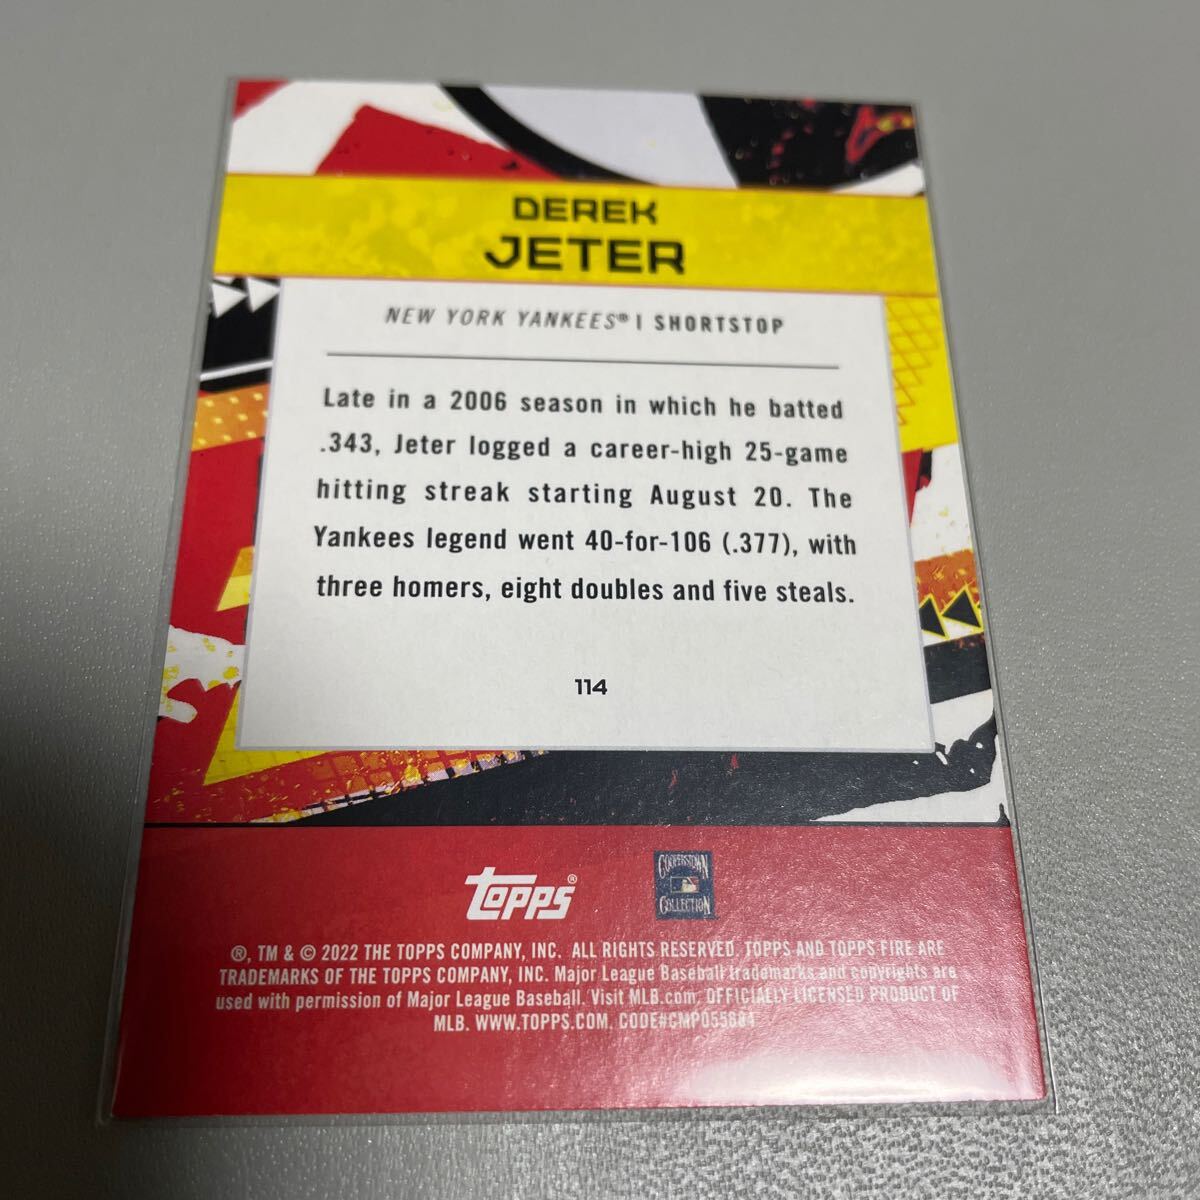 DEREK
JETER
NEW YORK YANKEES® | SHORTSTOP
Late in a 2006 season in which he batted
.343, Jeter logged a career-high 25-game
hitting streak starting August 20. The
Yankees legend went 40-for-106 (.377), with
three homers, eight doubles and five steals.
114
TOPPS®
COOPERSTOWN
COLLECTION
®, TM & © 2022 THE TOPPS COMPANY, INC. ALL RIGHTS RESERVED. TOPPS AND TOPPS FIRE ARE
TRADEMARKS OF THE TOPPS COMPANY, INC. Major League Baseball trademarks and copyrights are
used with permission of Major League Baseball. Visit MLB.com. OFFICIALLY LICENSED PRODUCT OF
MLB. WWW.TOPPS.COM. CODE#CMP055884